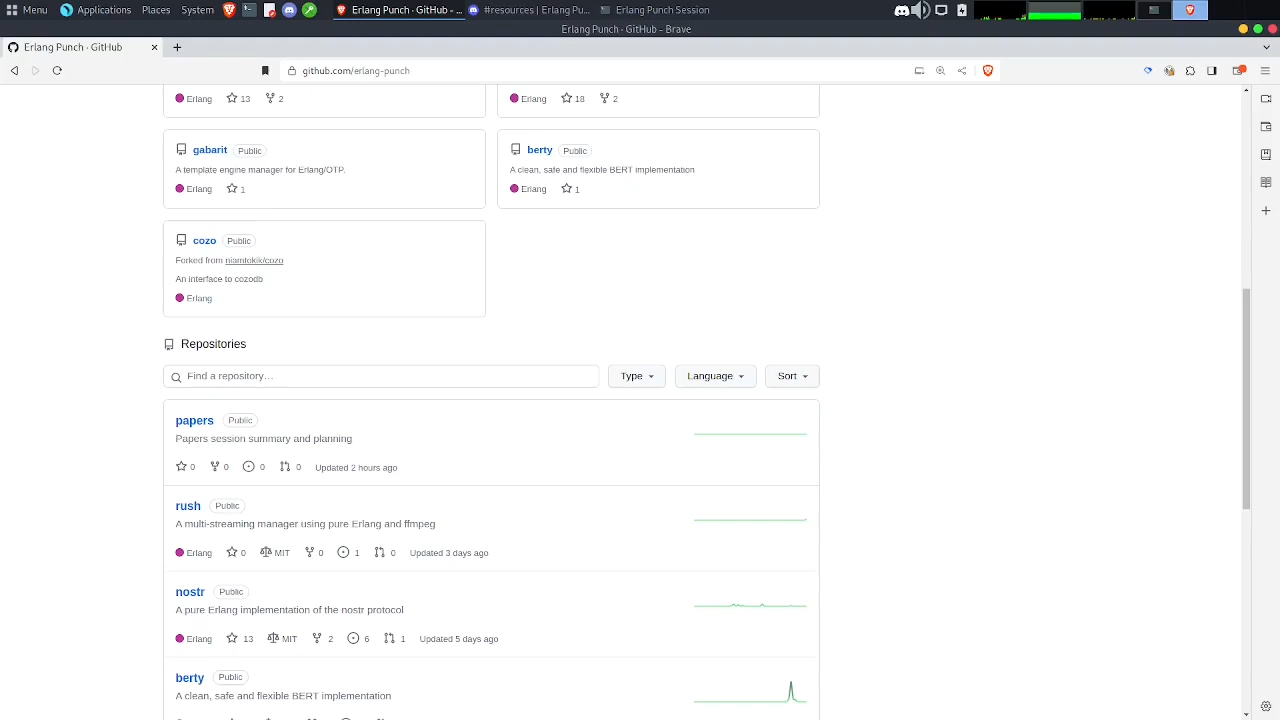 Menu Applications Places System Erlang Punch · GitHub - ... #resources | Erlang Pu... Erlang Punch Session
Erlang Punch · GitHub - Brave
Erlang Punch · GitHub
github.com/erlang-punch
Erlang 13 2
Erlang 18 2
gabarit Public
A template engine manager for Erlang/OTP.
Erlang 1
berty Public
A clean, safe and flexible BERT implementation
Erlang 1
cozo Public
Forked from niamtokik/cozo
An interface to cozodb
Erlang
Repositories
Find a repository… Type Language Sort
papers Public
Papers session summary and planning
0 0 0 0 Updated 2 hours ago
rush Public
A multi-streaming manager using pure Erlang and ffmpeg
Erlang 0 MIT 0 1 0 Updated 3 days ago
nostr Public
A pure Erlang implementation of the nostr protocol
Erlang 13 MIT 2 6 1 Updated 5 days ago
berty Public
A clean, safe and flexible BERT implementation